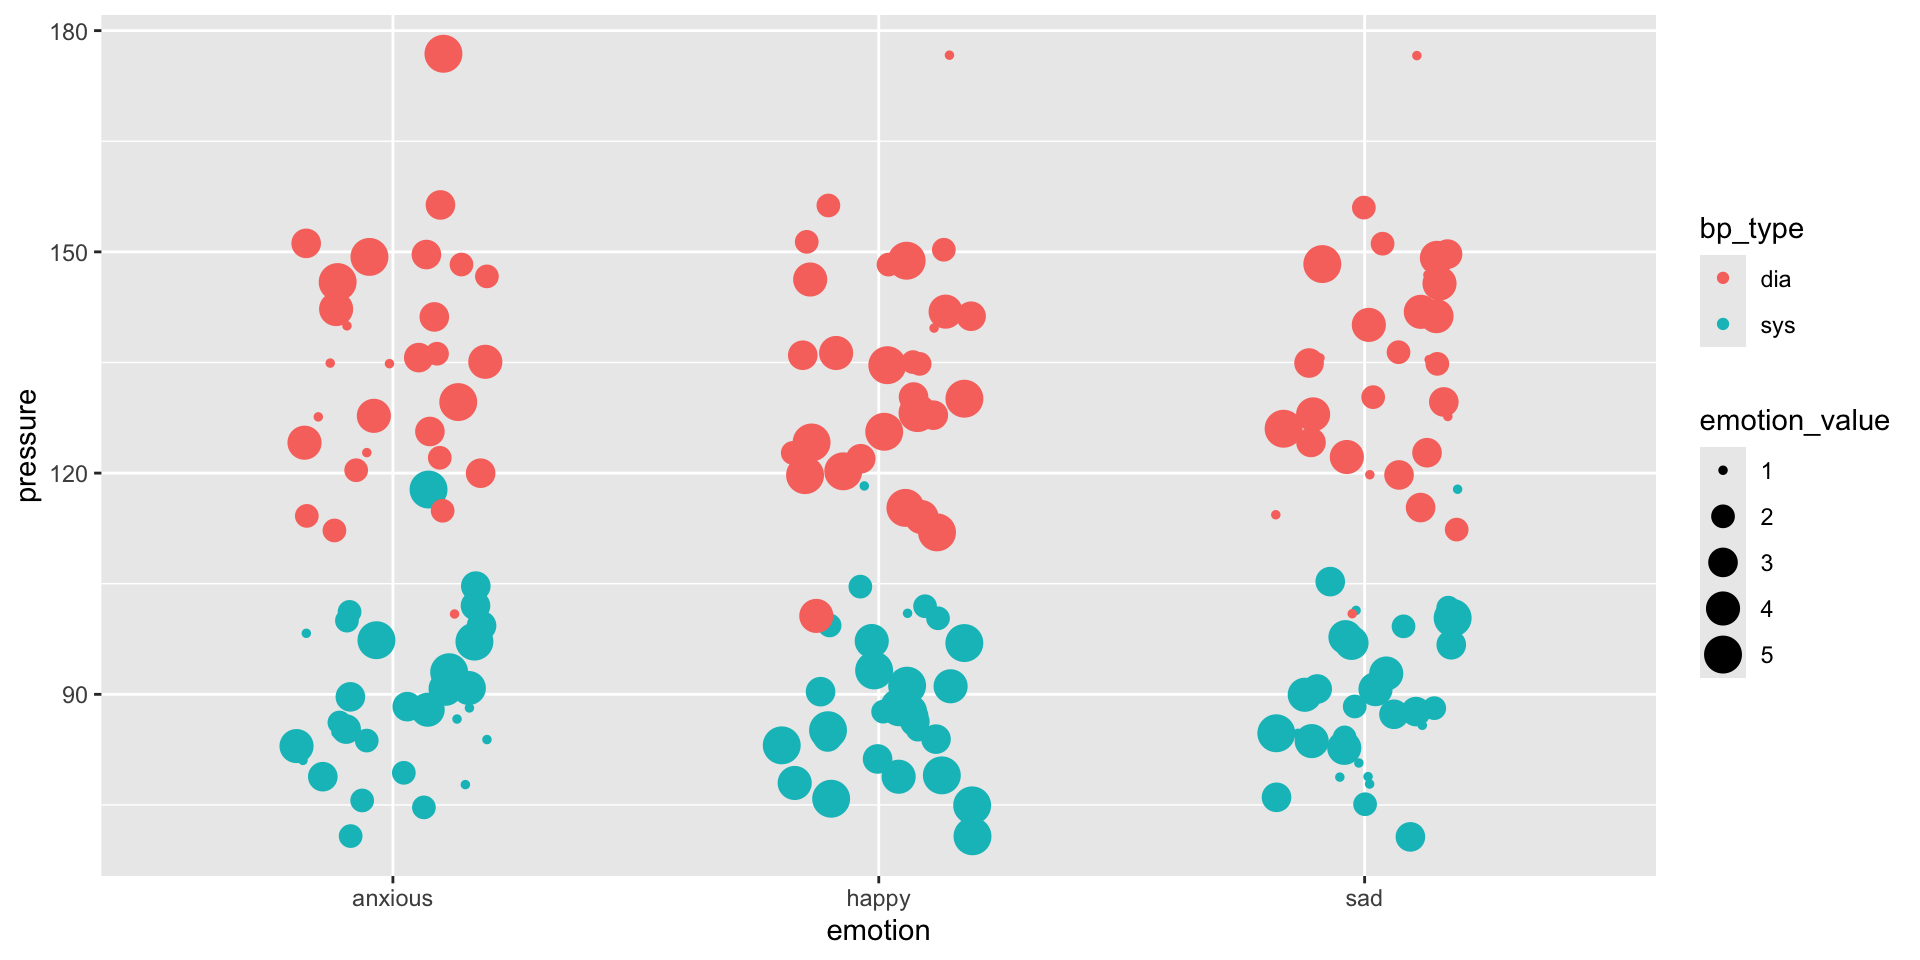 180
150
120
90
pressure
anxious
happy
sad
emotion
bp_type
dia
sys
emotion_value
1
2
3
4
5